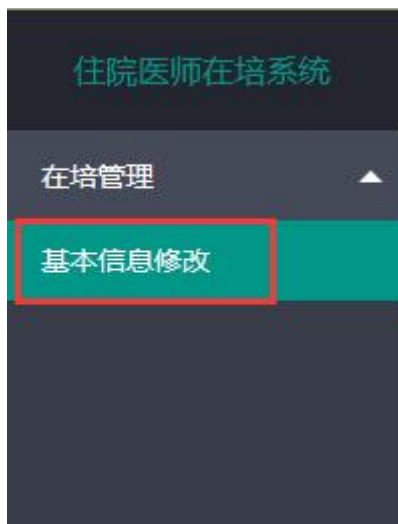 住院医师在培系统
在培管理
基本信息修改